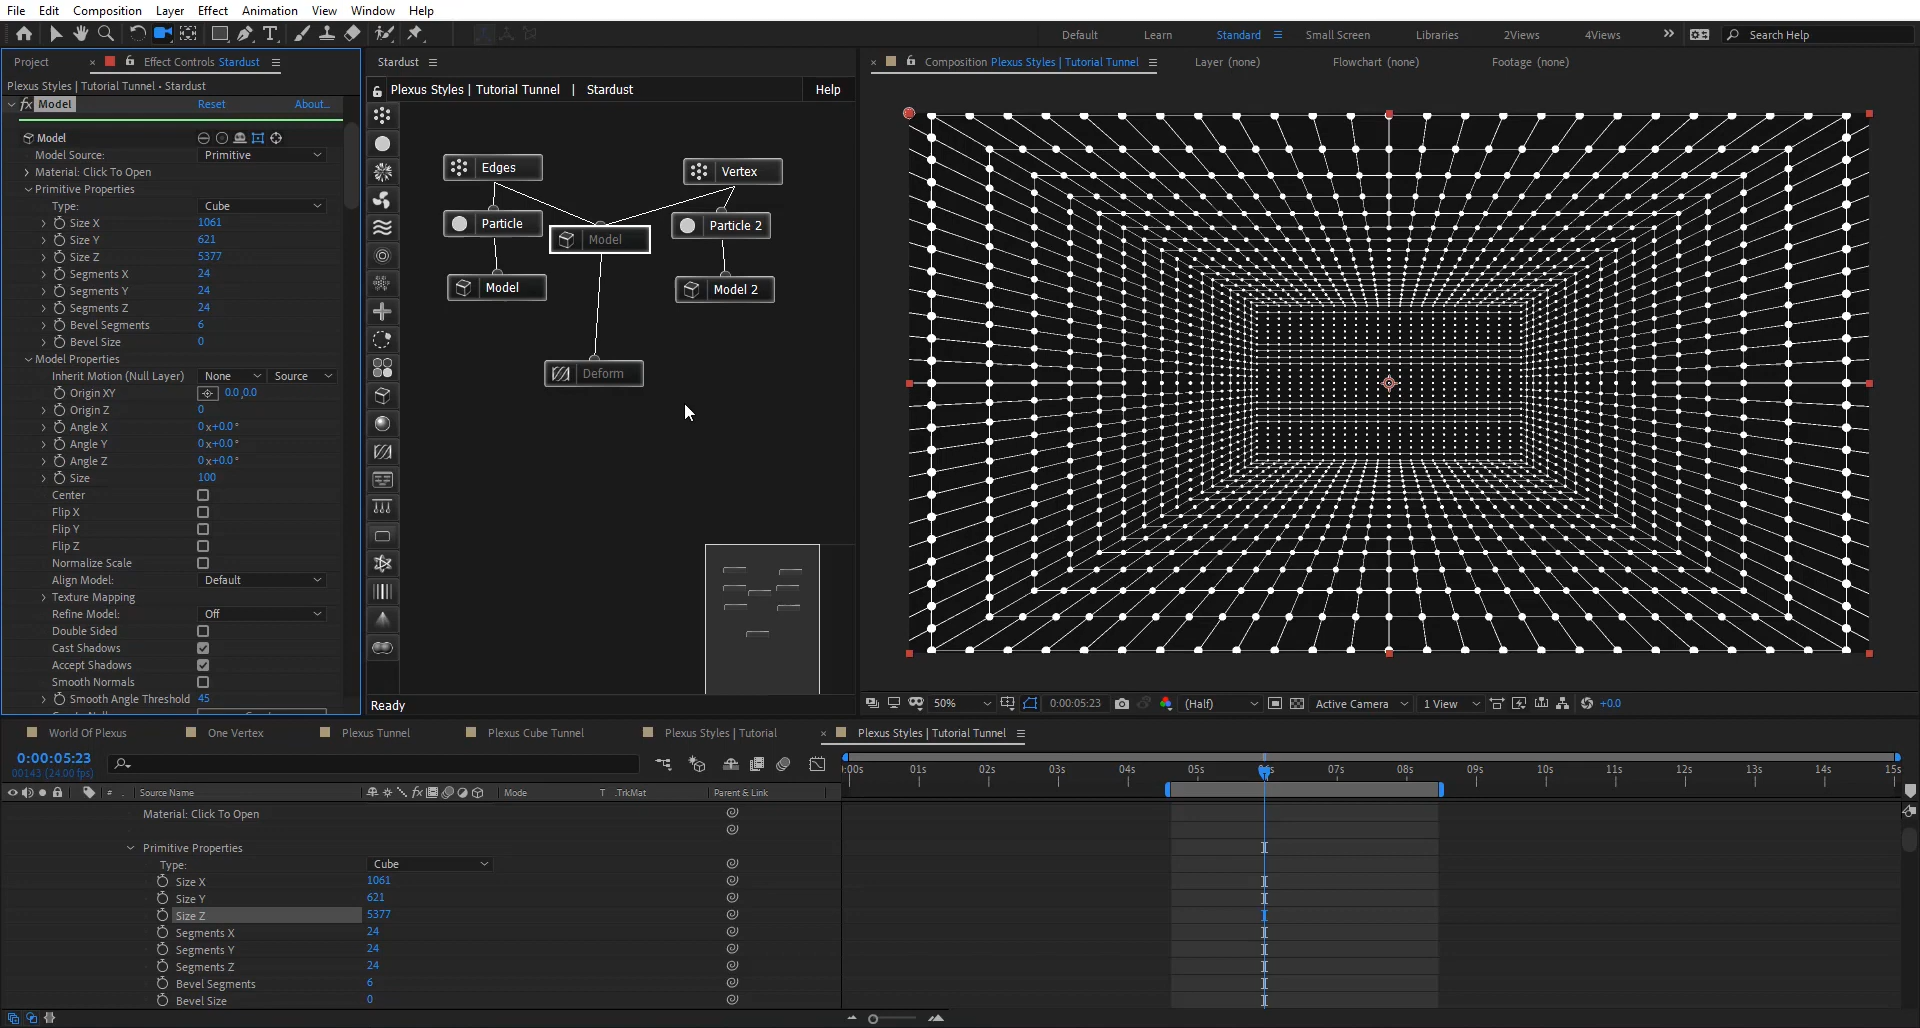 File Edit Composition Layer Effect Animation View Window Help
Default Learn Standard Small Screen Libraries 2Views 4Views Search Help
Project Effect Controls Stardust
Plexus Styles | Tutorial Tunnel • Stardust
fx Model Reset About...
Model
Model Source: Primitive
Material: Click To Open
Primitive Properties
Type: Cube
Size X 1061
Size Y 621
Size Z 5377
Segments X 24
Segments Y 24
Segments Z 24
Bevel Segments 6
Bevel Size 0
Model Properties
Inherit Motion (Null Layer) None Source
Origin XY 0.0,0.0
Origin Z 0
Angle X 0x+0.0°
Angle Y 0x+0.0°
Angle Z 0x+0.0°
Size 100
Center
Flip X
Flip Y
Flip Z
Normalize Scale
Align Model: Default
Texture Mapping
Refine Model: Off
Double Sided
Cast Shadows
Accept Shadows
Smooth Normals
Smooth Angle Threshold 45
Stardust
Plexus Styles | Tutorial Tunnel | Stardust Help
Edges
Vertex
Particle
Particle 2
Model
Model
Model 2
Deform
Ready
Composition Plexus Styles | Tutorial Tunnel Layer (none) Flowchart (none) Footage (none)
50% 0:00:05:23 (Half) Active Camera 1 View +0.0
World Of Plexus One Vertex Plexus Tunnel Plexus Cube Tunnel Plexus Styles | Tutorial Plexus Styles | Tutorial Tunnel
0:00:05:23
00143 (24.00 fps)
:00s 01s 02s 03s 04s 05s 07s 08s 09s 10s 11s 12s 13s 14s 15s
# Source Name fx Mode T .TrkMat Parent & Link
Material: Click To Open
Primitive Properties
Type: Cube
Size X 1061
Size Y 621
Size Z 5377
Segments X 24
Segments Y 24
Segments Z 24
Bevel Segments 6
Bevel Size 0